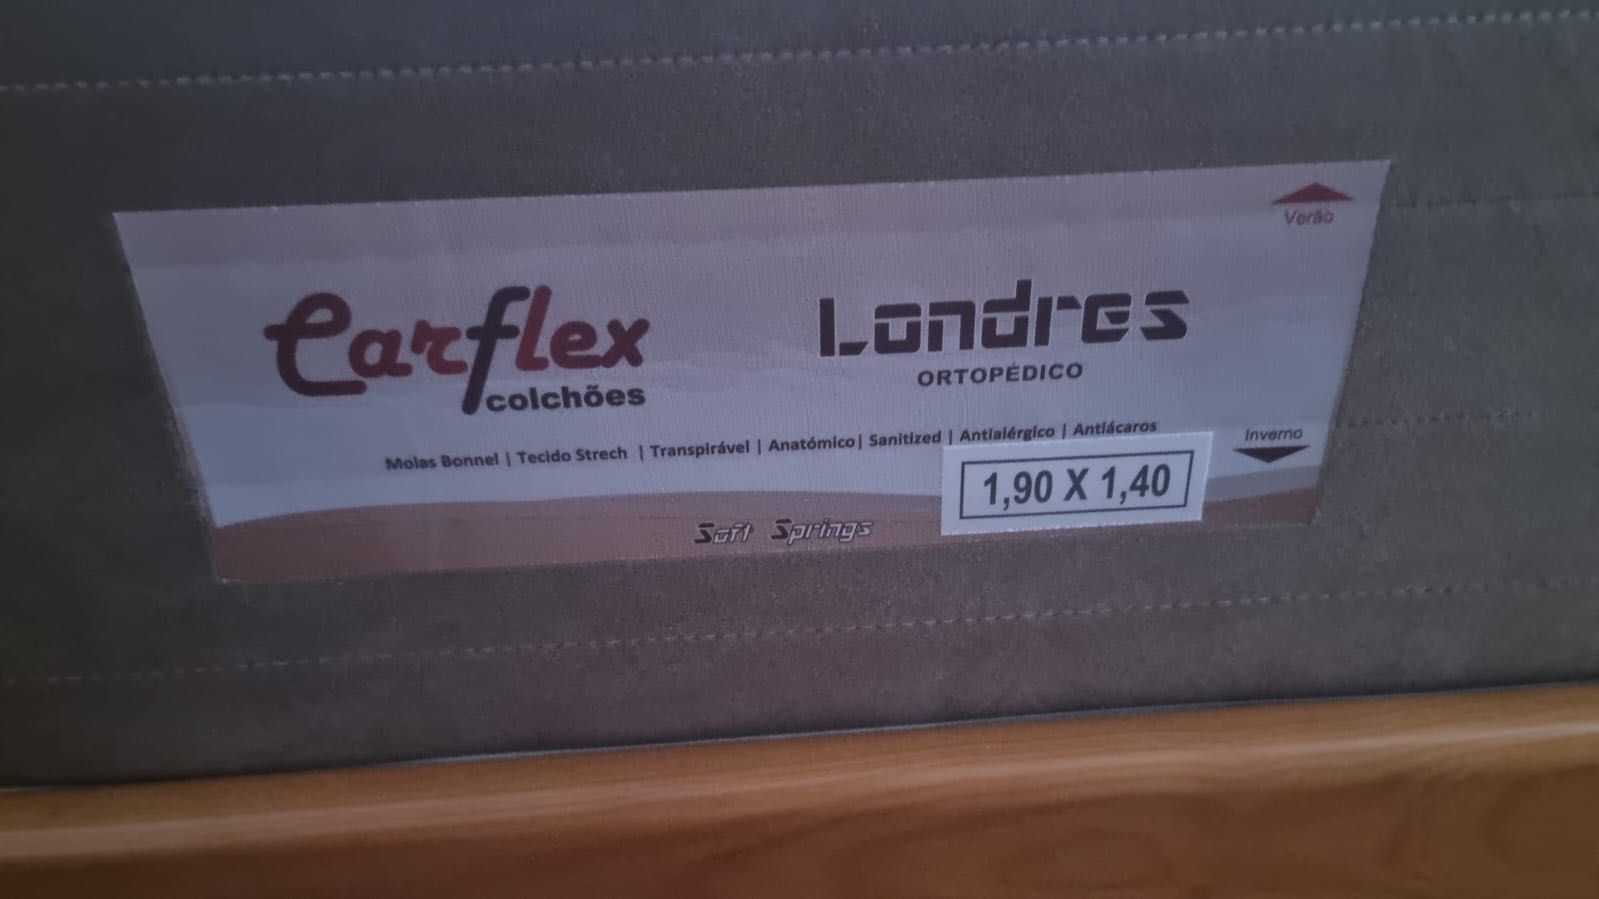 Verão
Carflex
colchões
Londres
ORTOPÉDICO
Molas Bonnel | Tecido Strech | Transpirável | Anatómico| Sanitized | Antialérgico | Antiácaros
Inverno
1,90 X 1,40
Soft Springs